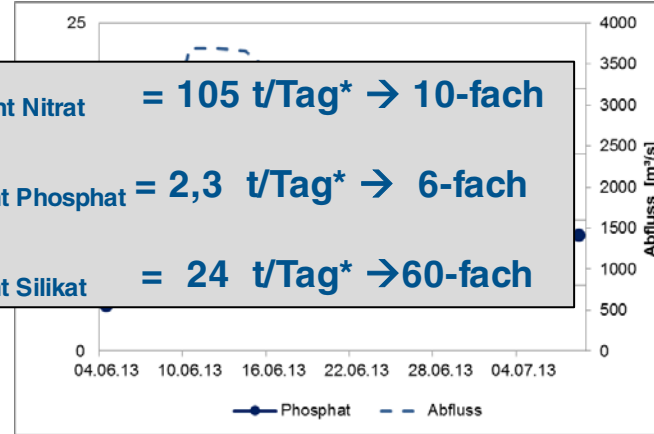 25
4000
3500
nt Nitrat = 105 t/Tag* → 10-fach
3000
2500
nt Phosphat = 2,3 t/Tag* → 6-fach
2000
Abfluss [m³/s]
1500
nt Silikat = 24 t/Tag* →60-fach
1000
500
0
0
04.06.13 10.06.13 16.06.13 22.06.13 28.06.13 04.07.13
Phosphat Abfluss